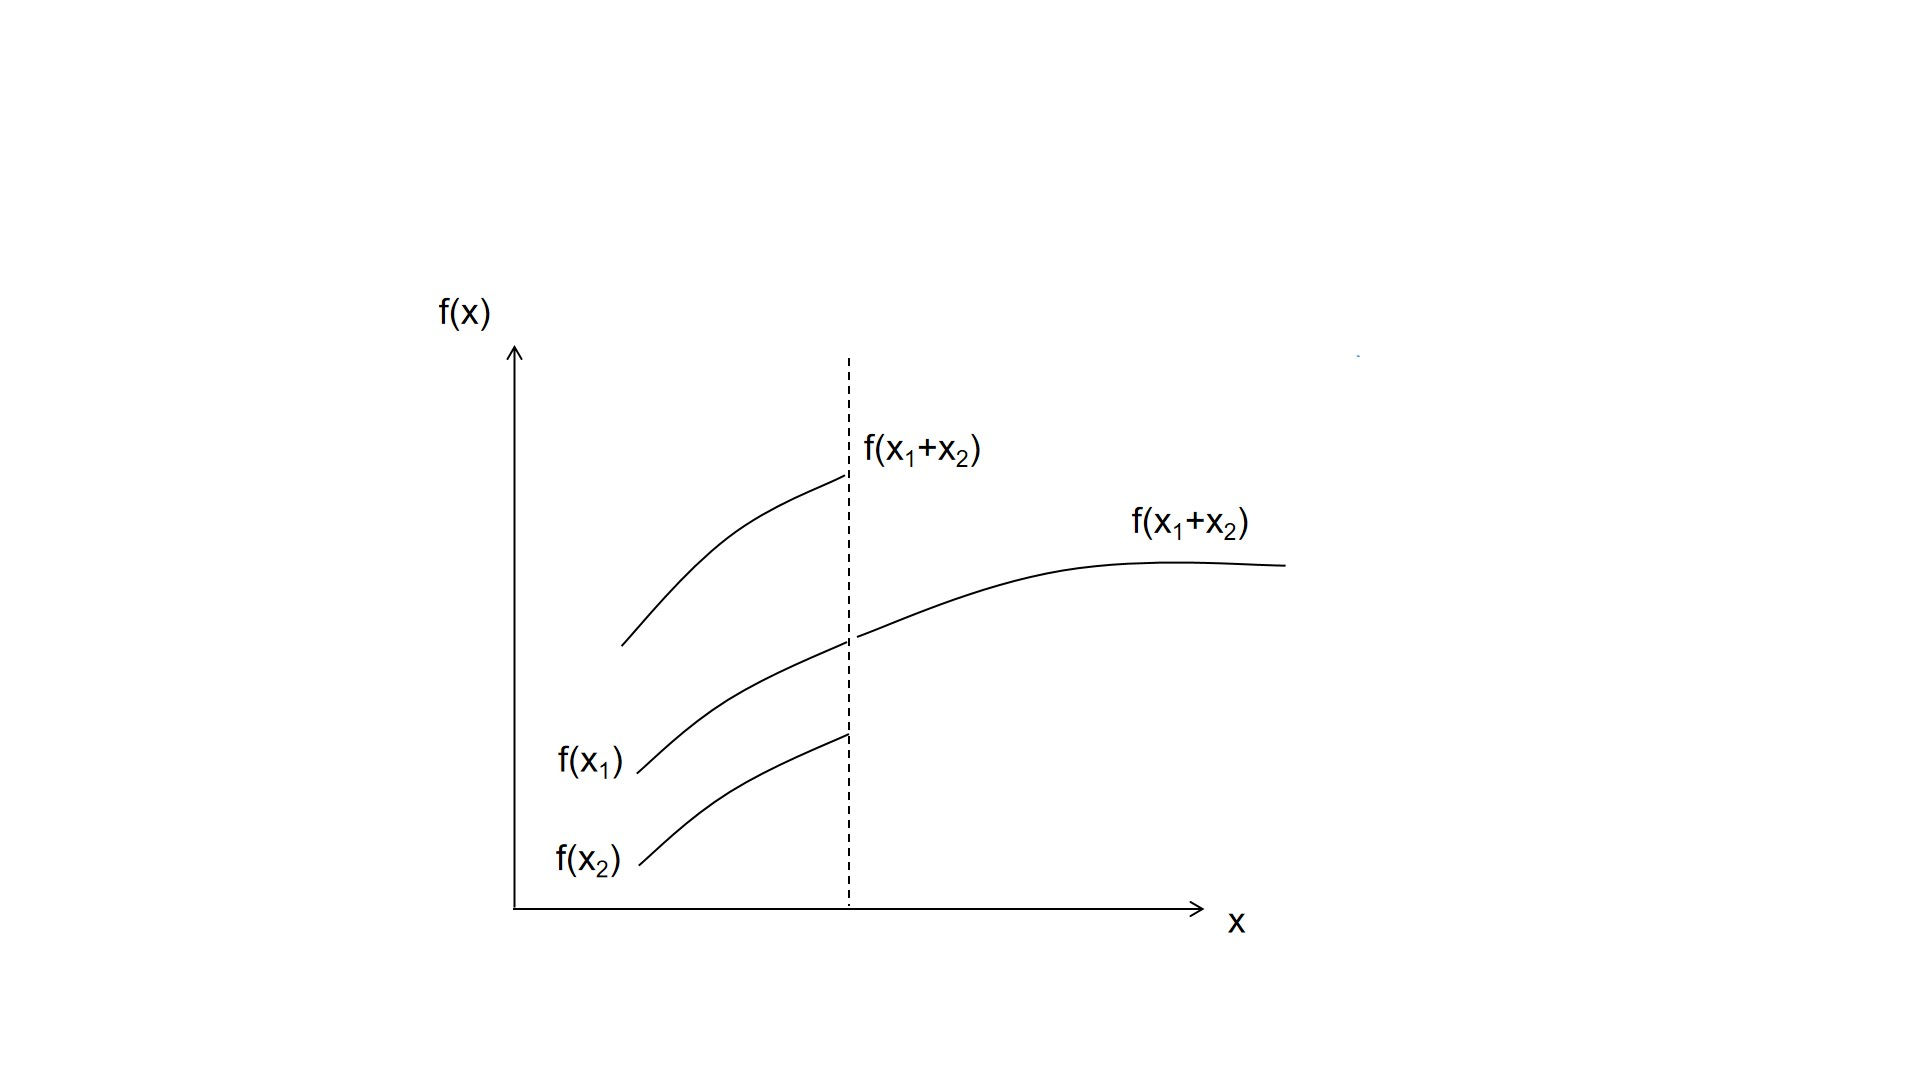 f(x)
f(x₁+x₂)
f(x₁+x₂)
f(x₁)
f(x₂)
x